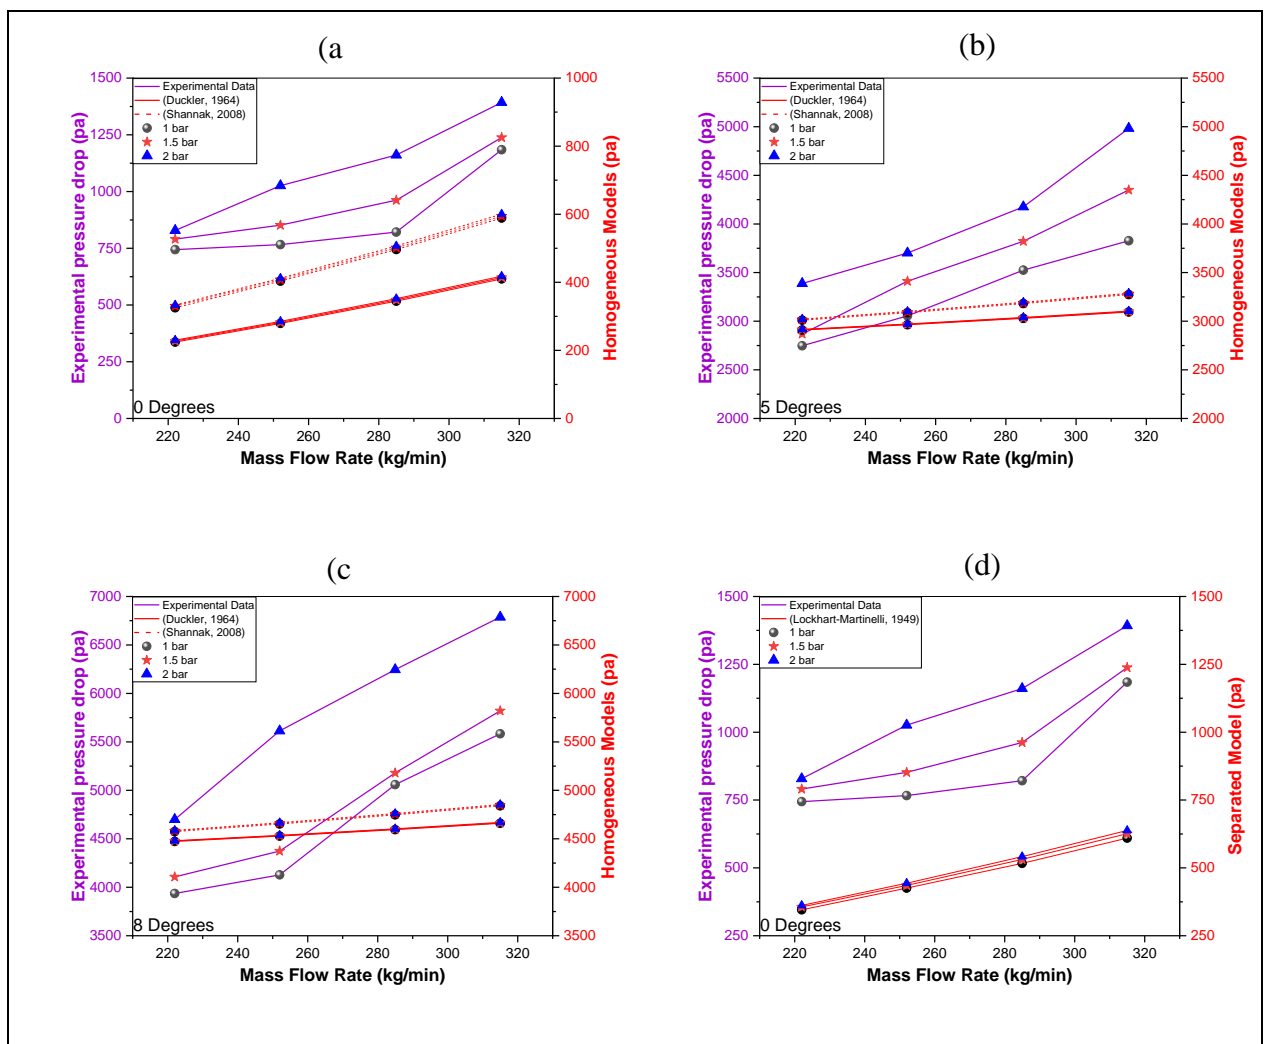 (a
(b)
1500
1250
1000
750
500
250
0
Experimental pressure drop (pa)
Experimental Data
(Duckler, 1964)
(Shannak, 2008)
1 bar
1.5 bar
2 bar
0 Degrees
220 240 260 280 300 320
Mass Flow Rate (kg/min)
1000
800
600
400
200
0
Homogeneous Models (pa)
5500
5000
4500
4000
3500
3000
2500
2000
Experimental pressure drop (pa)
Experimental Data
(Duckler, 1964)
(Shannak, 2008)
1 bar
1.5 bar
2 bar
5 Degrees
220 240 260 280 300 320
Mass Flow Rate (kg/min)
5500
5000
4500
4000
3500
3000
2500
2000
Homogeneous Models (pa)
(c
(d)
7000
6500
6000
5500
5000
4500
4000
3500
Experimental pressure drop (pa)
Experimental Data
(Duckler, 1964)
(Shannak, 2008)
1 bar
1.5 bar
2 bar
8 Degrees
220 240 260 280 300 320
Mass Flow Rate (kg/min)
7000
6500
6000
5500
5000
4500
4000
3500
Homogeneous Models (pa)
1500
1250
1000
750
500
250
Experimental pressure drop (pa)
Experimental Data
(Lockhart-Martinelli, 1949)
1 bar
1.5 bar
2 bar
0 Degrees
220 240 260 280 300 320
Mass Flow Rate (kg/min)
1500
1250
1000
750
500
250
Separated Model (pa)